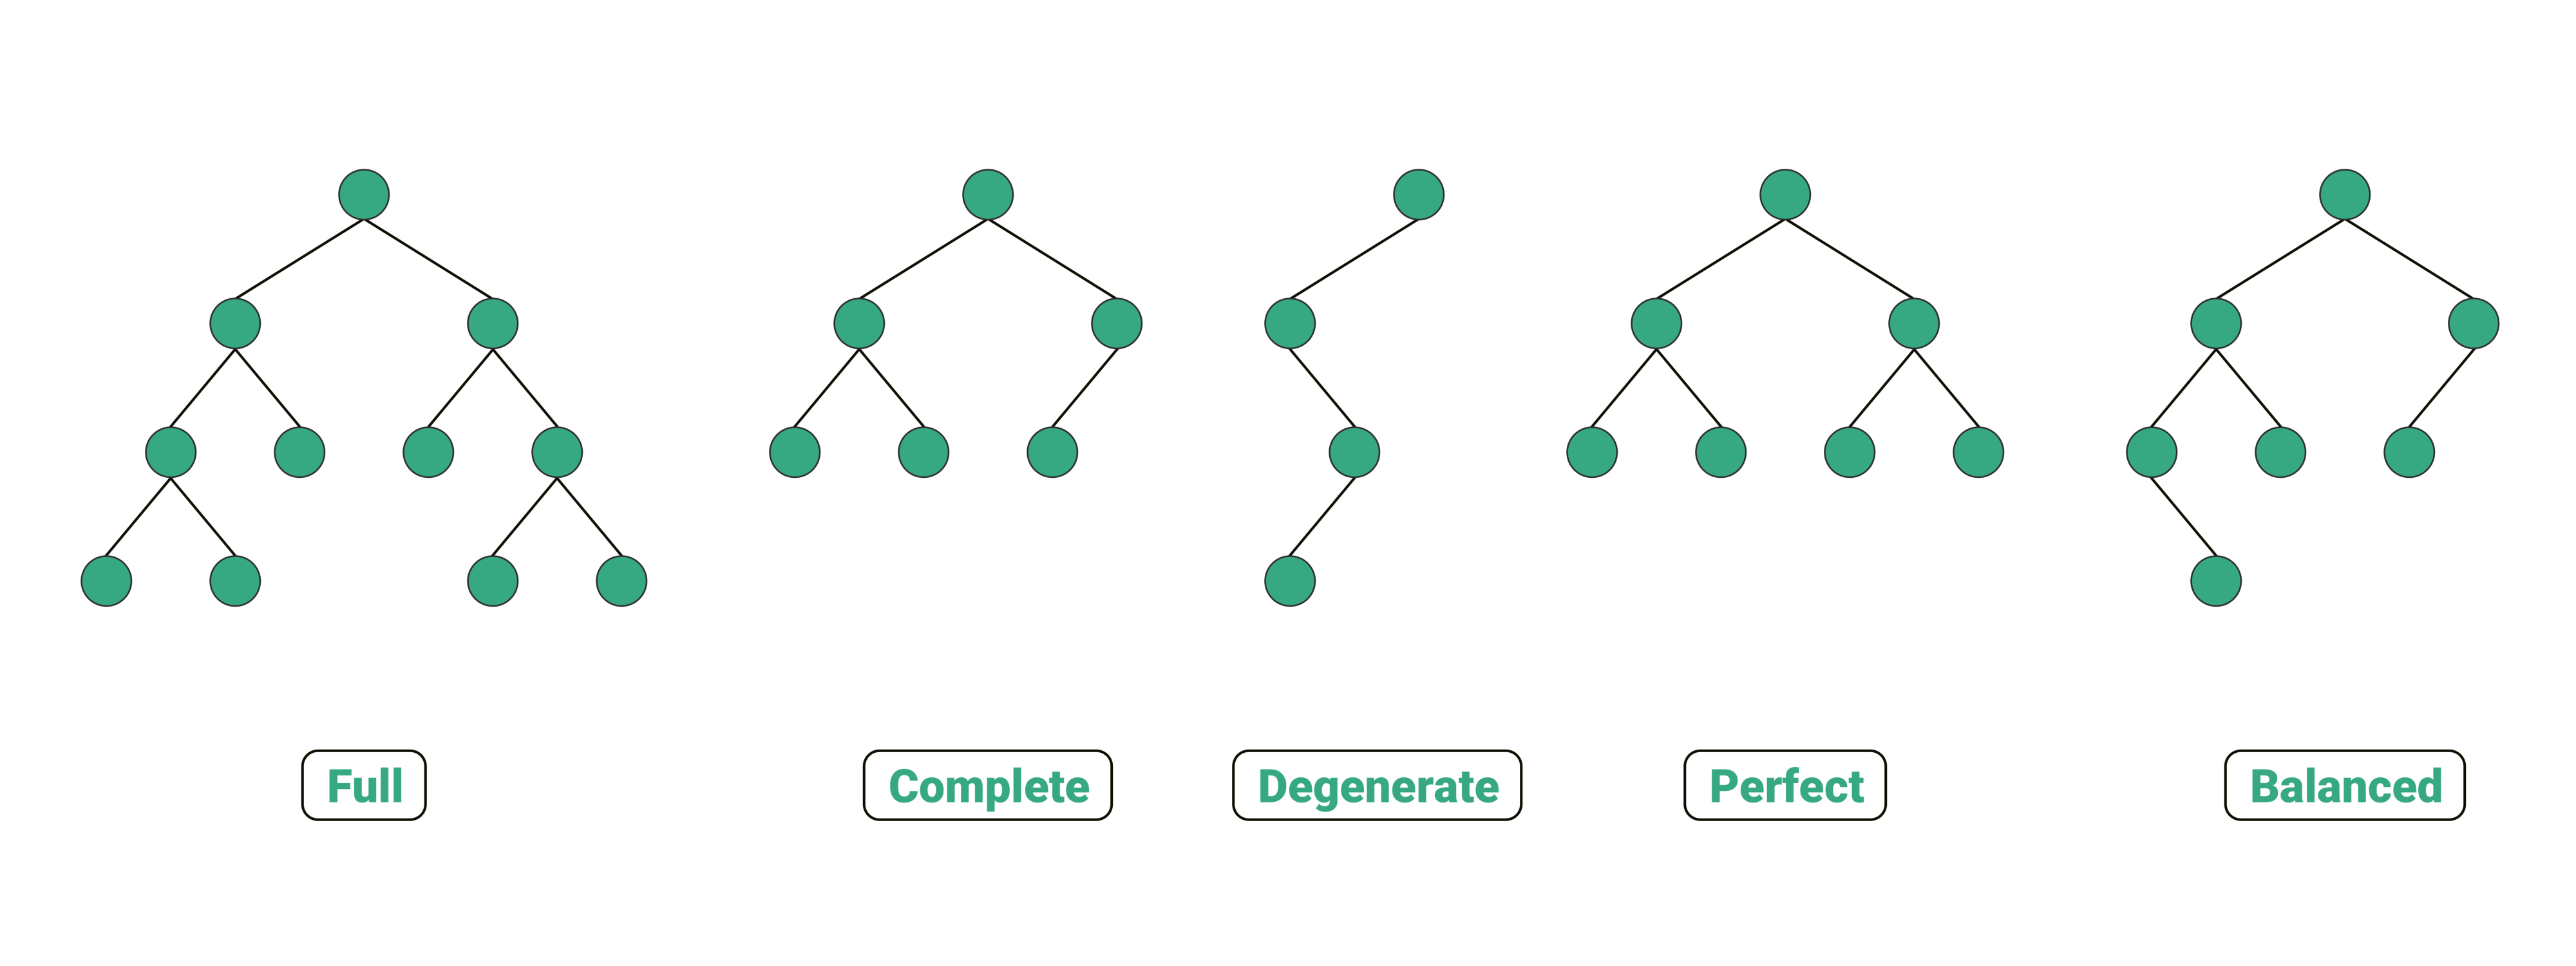 Full
Complete
Degenerate
Perfect
Balanced